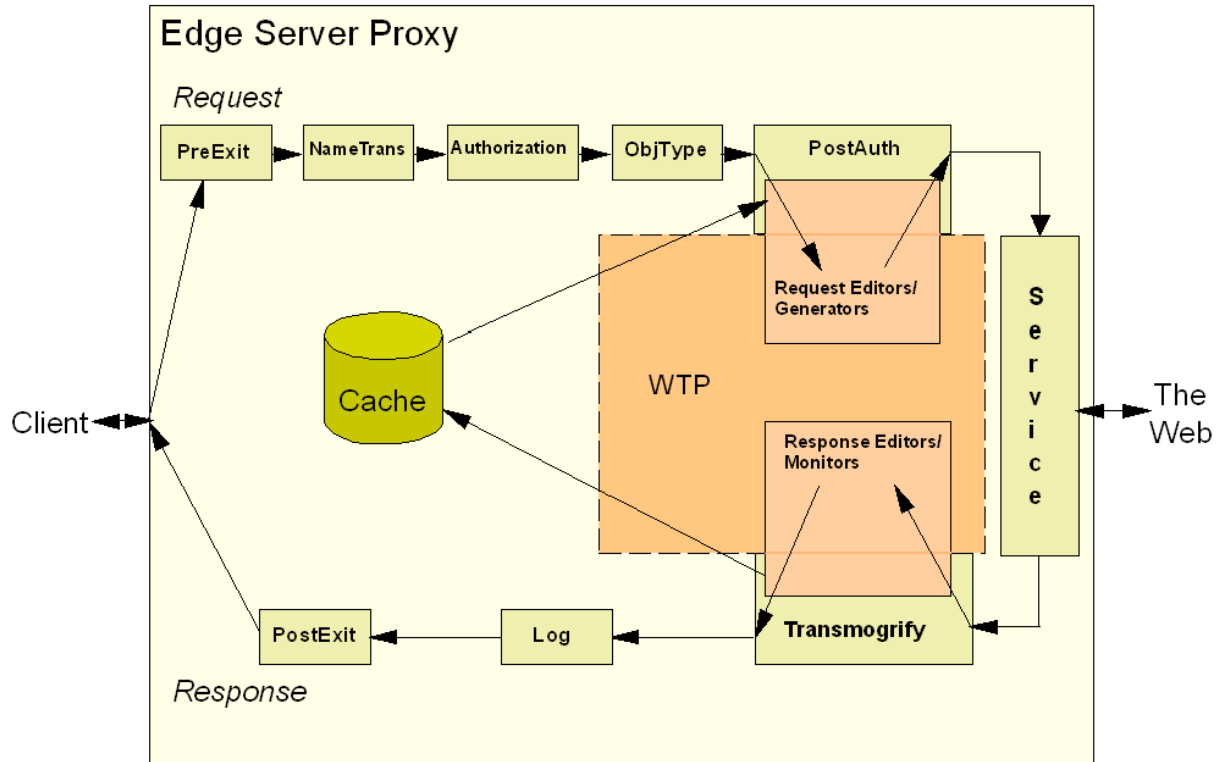 Edge Server Proxy
Request
PreExit
NameTrans
Authorization
ObjType
PostAuth
Request Editors/
Generators
Service
WTP
Cache
Client
The
Web
Response Editors/
Monitors
PostExit
Log
Transmogrify
Response